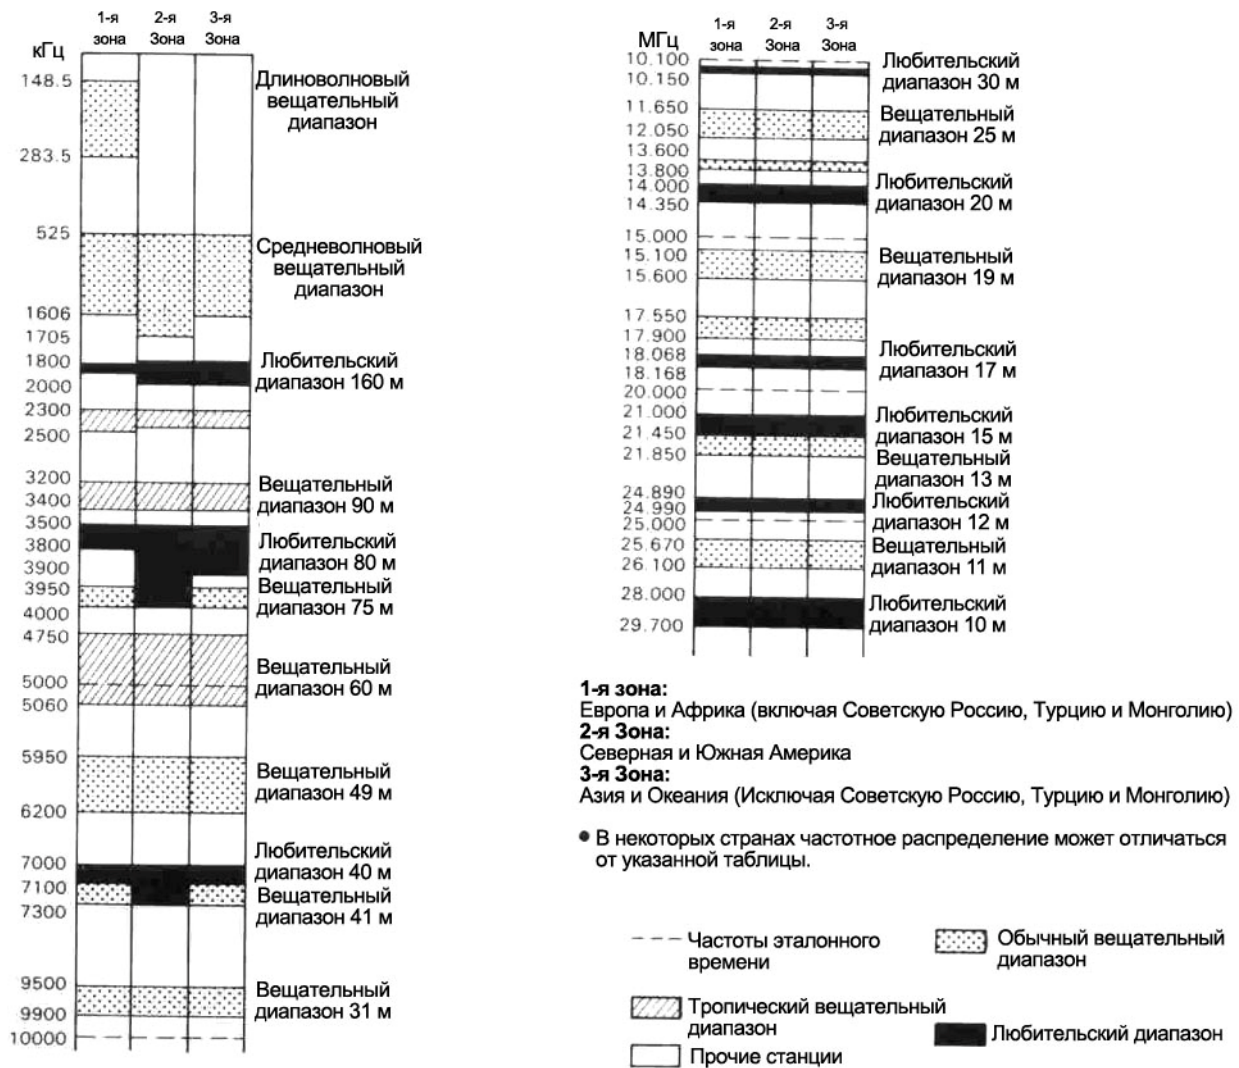 1-я 2-я 3-я
зона Зона Зона
кГц
148.5
Длиноволновый
вещательный
диапазон
283.5
525
Средневолновый
вещательный
диапазон
1606
1705
1800
Любительский
диапазон 160 м
2000
2300
2500
3200
Вещательный
диапазон 90 м
3400
3500
Любительский
диапазон 80 м
3800
3900
3950
Вещательный
диапазон 75 м
4000
4750
Вещательный
диапазон 60 м
5000
5060
5950
Вещательный
диапазон 49 м
6200
7000
Любительский
диапазон 40 м
7100
Вещательный
диапазон 41 м
7300
9500
Вещательный
диапазон 31 м
9900
10000
1-я 2-я 3-я
зона Зона Зона
МГц
10.100
Любительский
диапазон 30 м
10.150
11.650
Вещательный
диапазон 25 м
12.050
13.600
13.800
14.000
Любительский
диапазон 20 м
14.350
15.000
15.100
Вещательный
диапазон 19 м
15.600
17.550
17.900
18.068
Любительский
диапазон 17 м
18.168
20.000
21.000
Любительский
диапазон 15 м
21.450
21.850
Вещательный
диапазон 13 м
24.890
24.990
Любительский
диапазон 12 м
25.000
25.670
Вещательный
диапазон 11 м
26.100
28.000
Любительский
диапазон 10 м
29.700
1-я зона:
Европа и Африка (включая Советскую Россию, Турцию и Монголию)
2-я Зона:
Северная и Южная Америка
3-я Зона:
Азия и Океания (Исключая Советскую Россию, Турцию и Монголию)
● В некоторых странах частотное распределение может отличаться
от указанной таблицы.
Частоты эталонного
времени
Обычный вещательный
диапазон
Тропический вещательный
диапазон
Любительский диапазон
Прочие станции